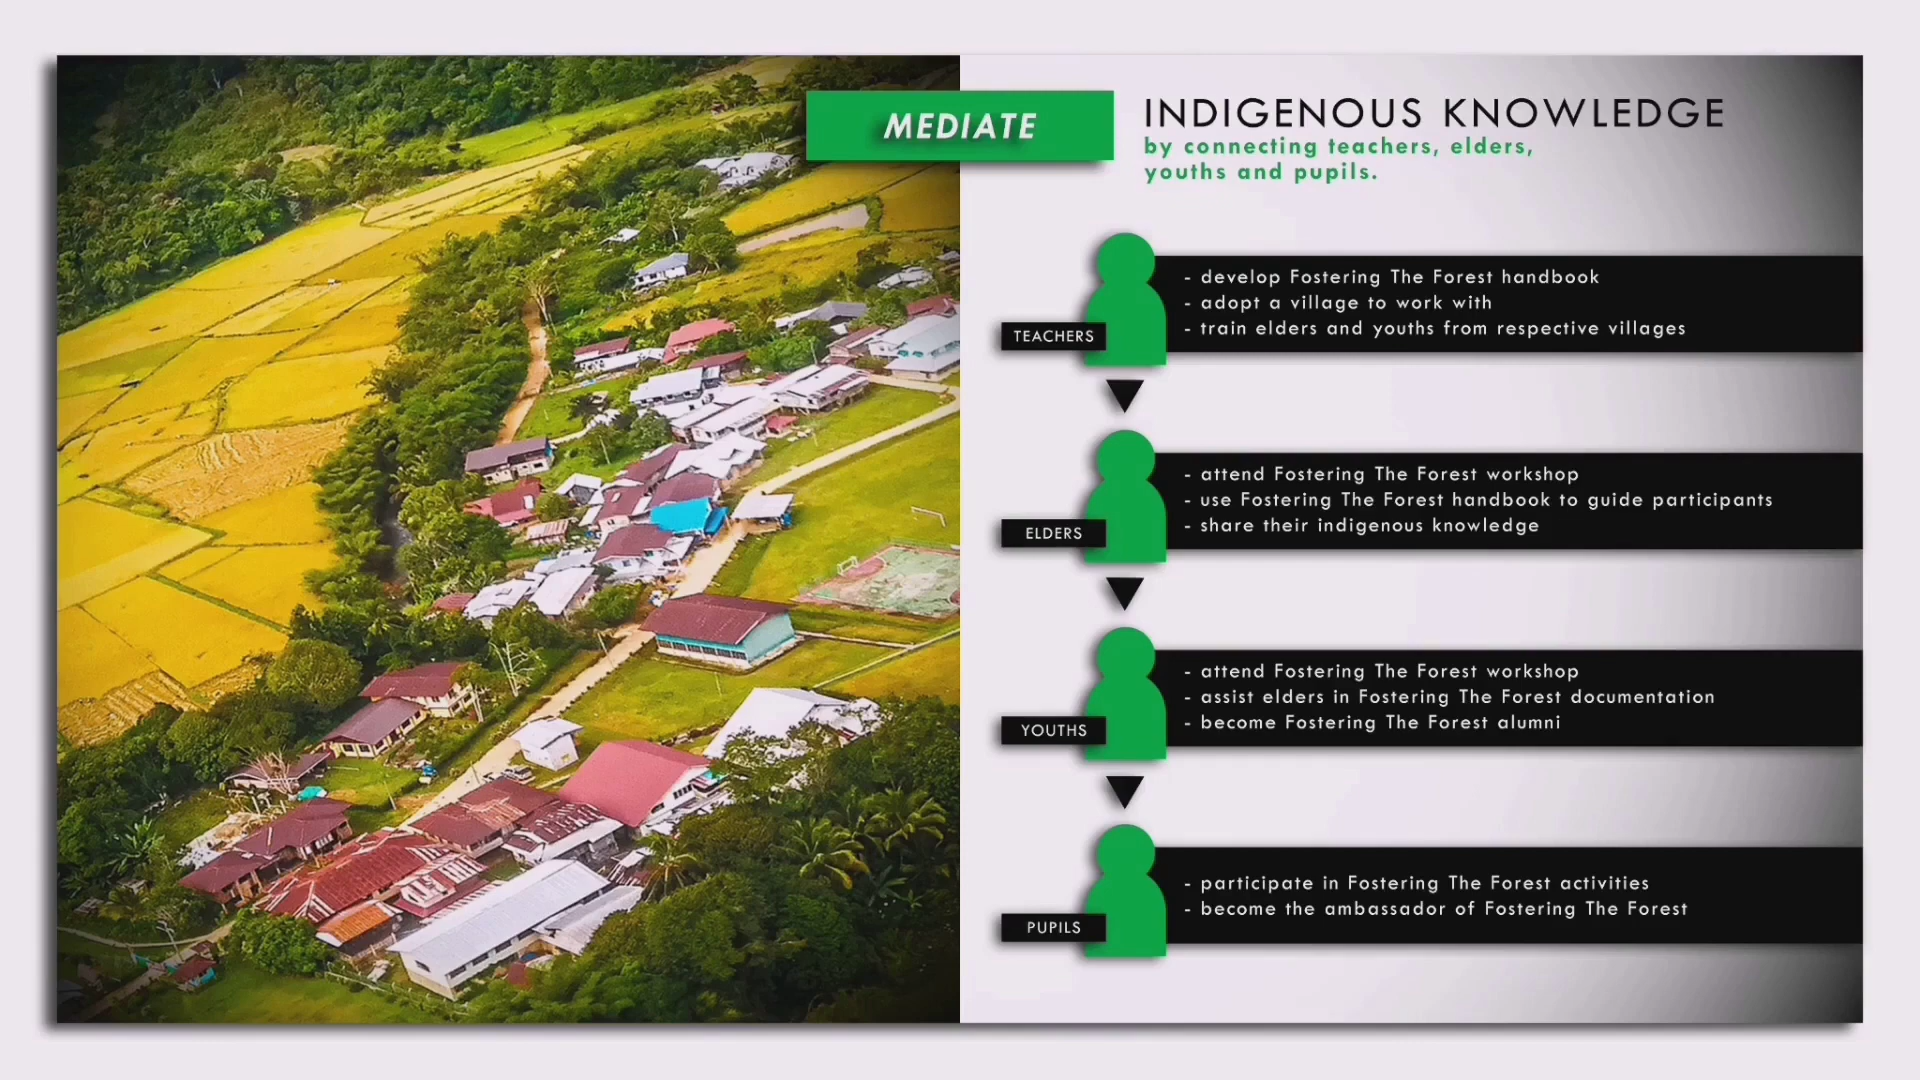 MEDIATE
INDIGENOUS KNOWLEDGE
by connecting teachers, elders,
youths and pupils.
TEACHERS
- develop Fostering The Forest handbook
- adopt a village to work with
- train elders and youths from respective villages
ELDERS
- attend Fostering The Forest workshop
- use Fostering The Forest handbook to guide participants
- share their indigenous knowledge
YOUTHS
- attend Fostering The Forest workshop
- assist elders in Fostering The Forest documentation
- become Fostering The Forest alumni
PUPILS
- participate in Fostering The Forest activities
- become the ambassador of Fostering The Forest